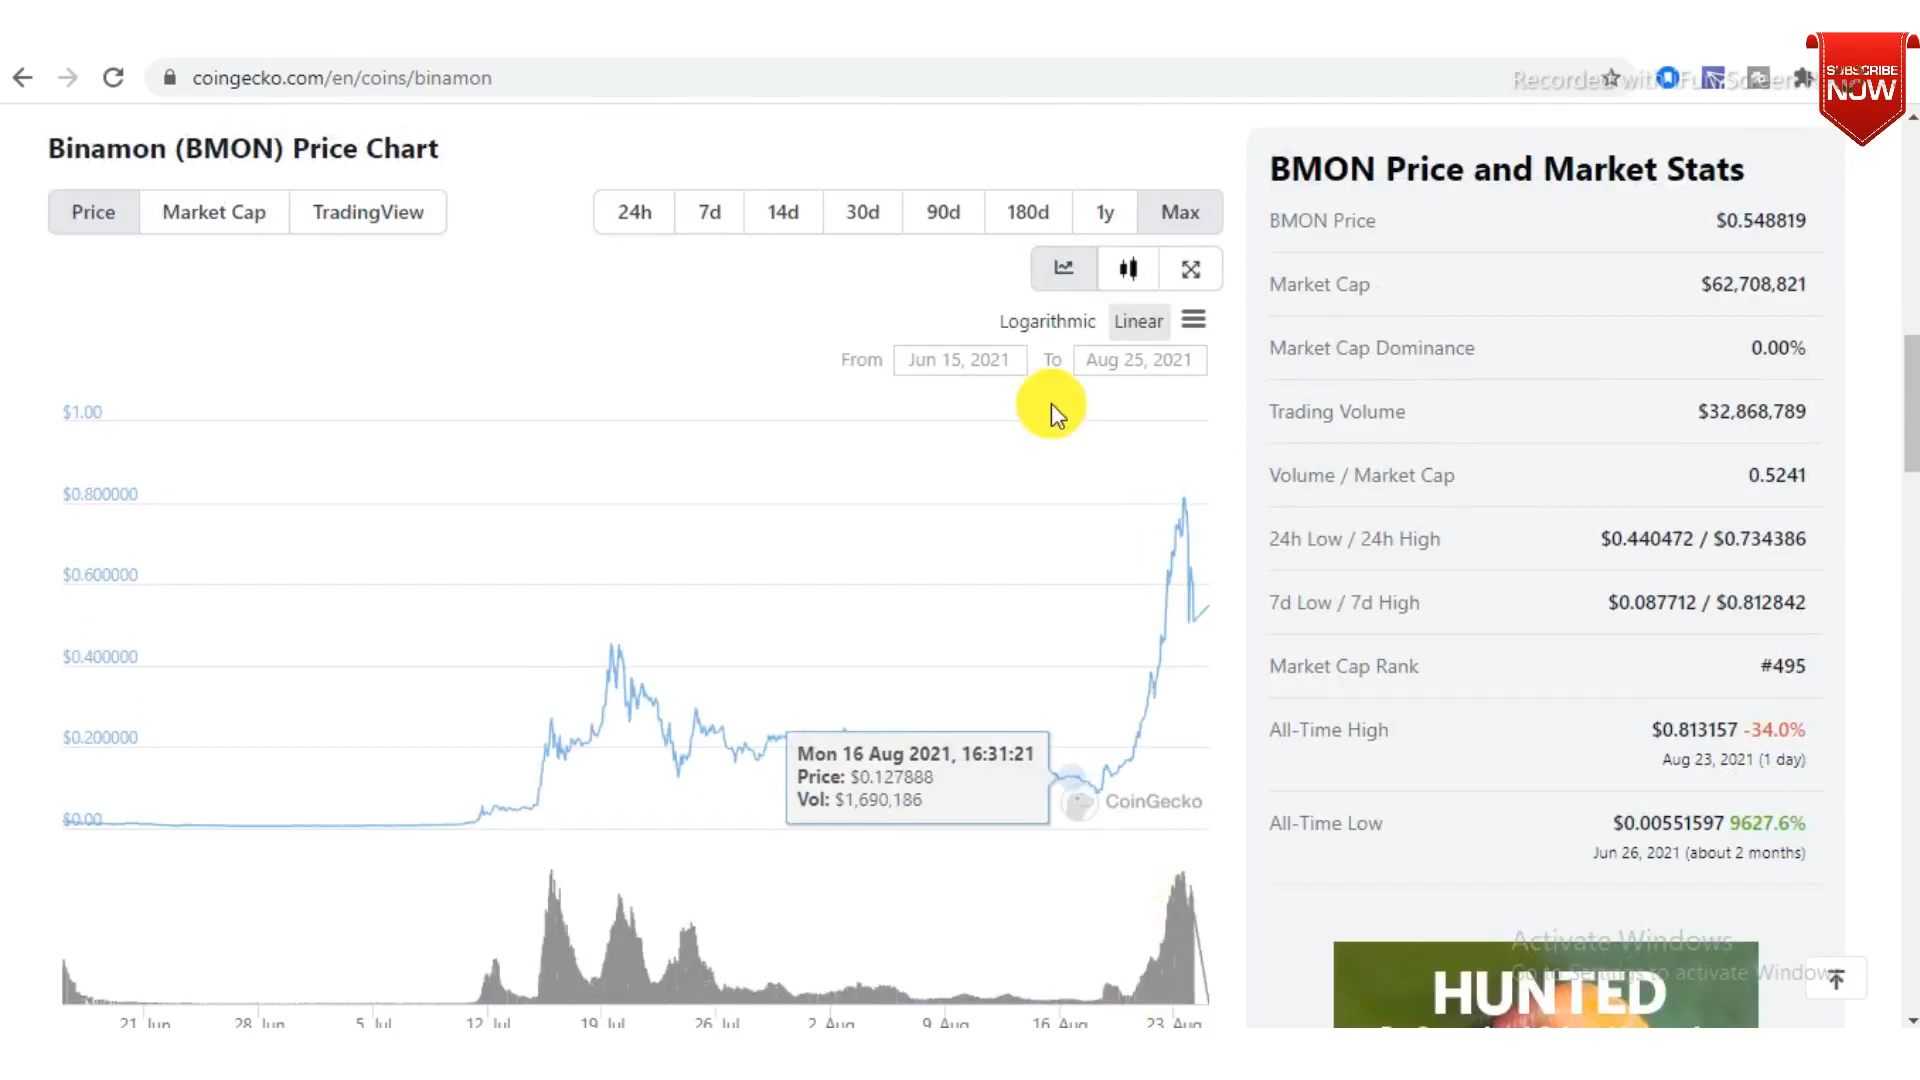 coingecko.com/en/coins/binamon
SUBSCRIBE
NOW
Binamon (BMON) Price Chart
Price Market Cap TradingView
24h 7d 14d 30d 90d 180d 1y Max
Logarithmic Linear
From Jun 15, 2021 To Aug 25, 2021
$1.00
$0.800000
$0.600000
$0.400000
$0.200000
$0.00
Mon 16 Aug 2021, 16:31:21
Price: $0.127888
Vol: $1,690,186
CoinGecko
21 Jun 28 Jun 5 Jul 12 Jul 19 Jul 26 Jul 2 Aug 9 Aug 16 Aug 23 Aug
BMON Price and Market Stats
BMON Price $0.548819
Market Cap $62,708,821
Market Cap Dominance 0.00%
Trading Volume $32,868,789
Volume / Market Cap 0.5241
24h Low / 24h High $0.440472 / $0.734386
7d Low / 7d High $0.087712 / $0.812842
Market Cap Rank #495
All-Time High $0.813157 -34.0%
Aug 23, 2021 (1 day)
All-Time Low $0.00551597 9627.6%
Jun 26, 2021 (about 2 months)
Activate Windows
Go to Settings to activate Windows
HUNTED